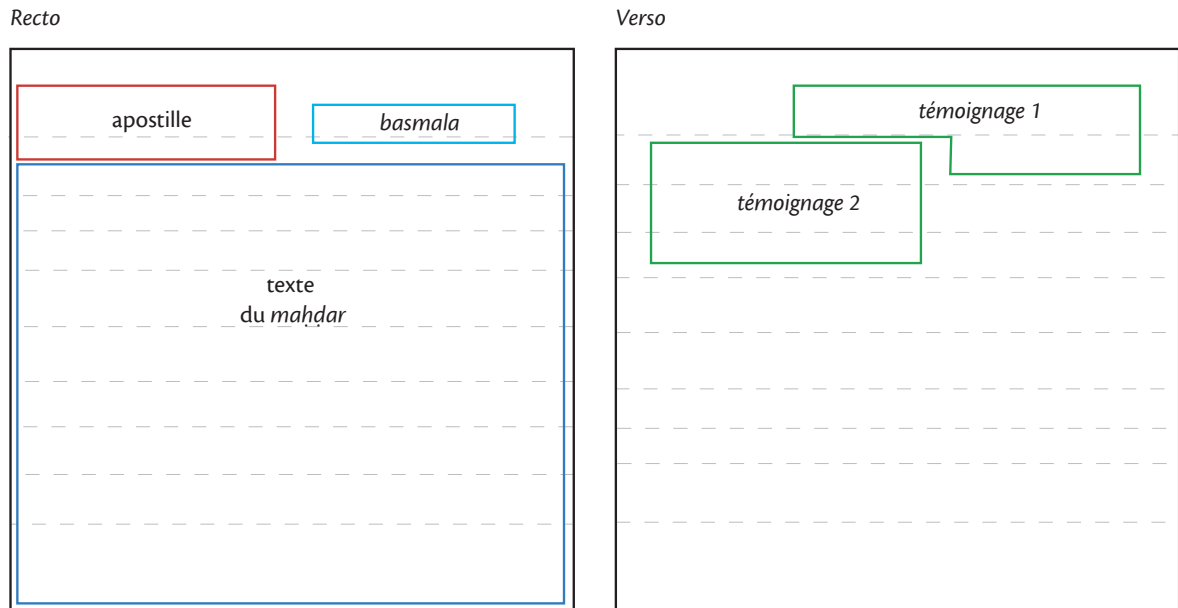 Recto
apostille
basmala
texte
du maḥḍar
Verso
témoignage 1
témoignage 2